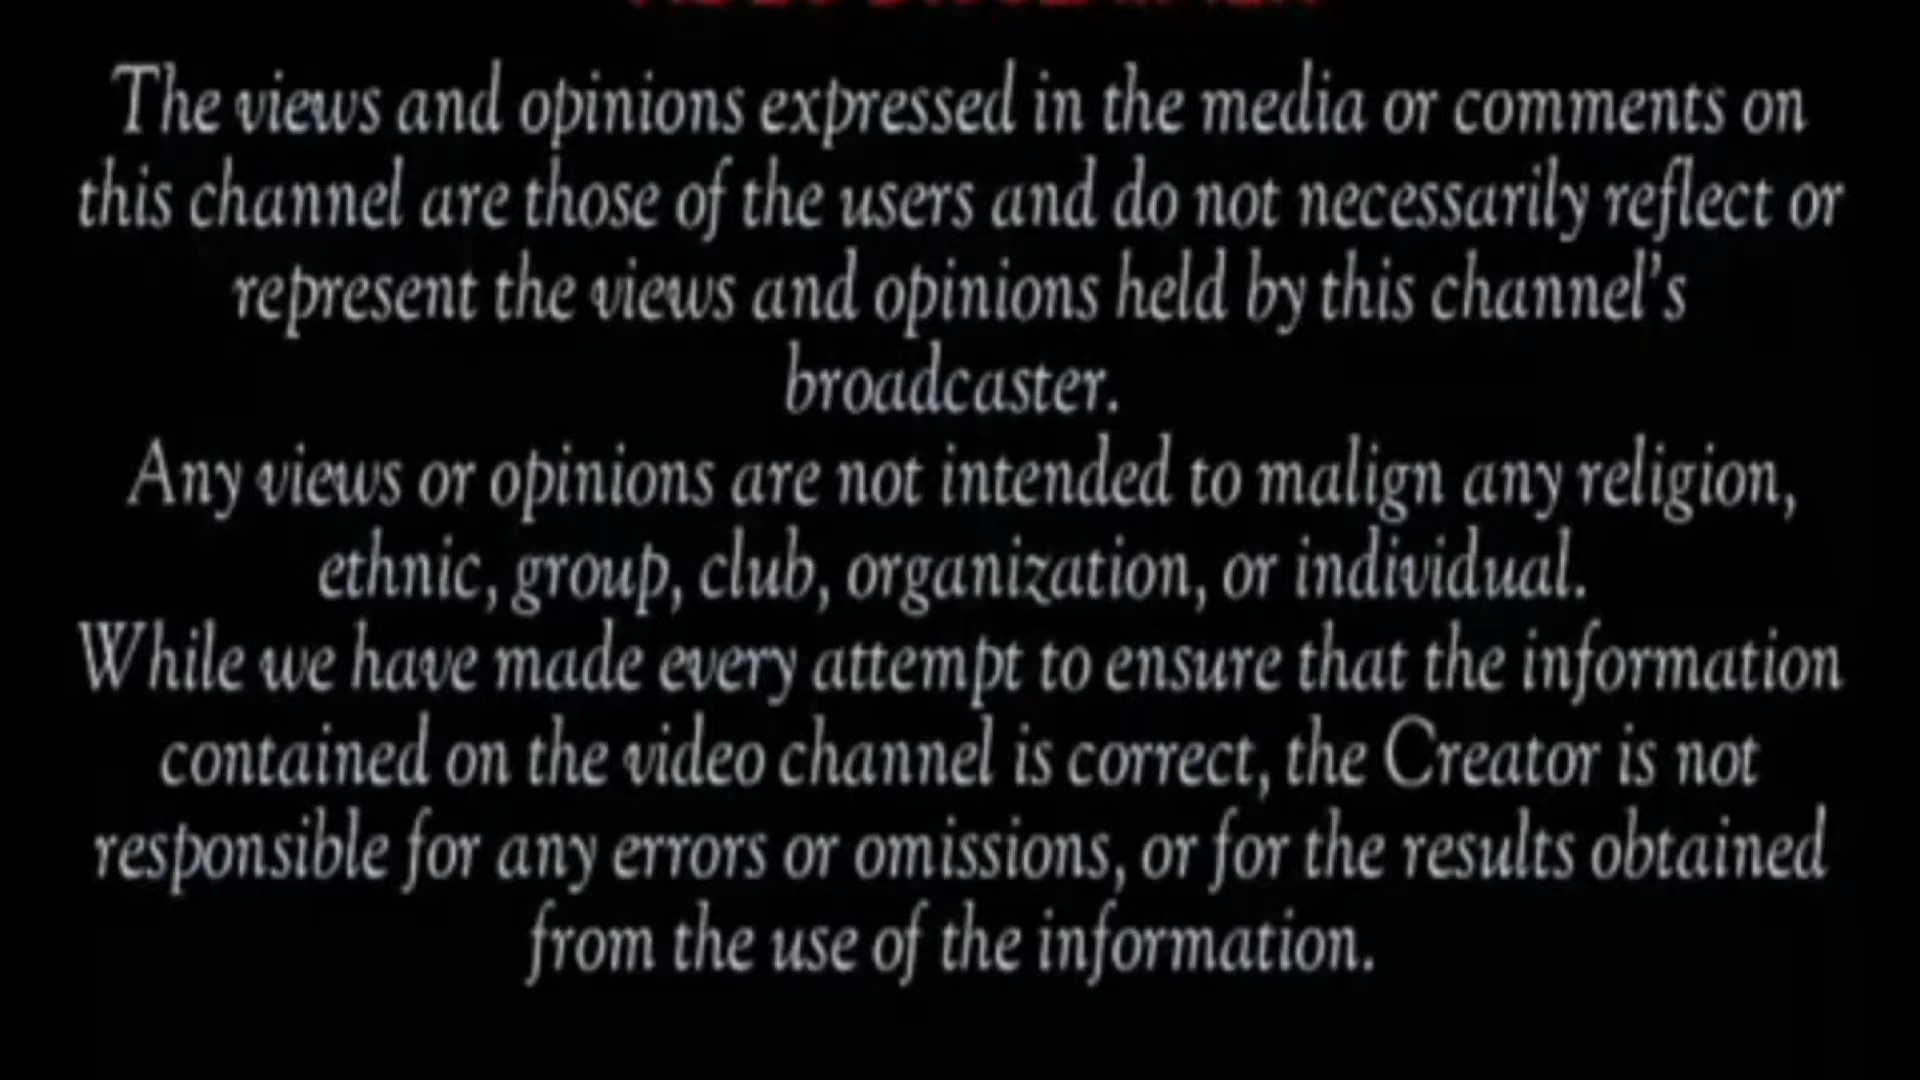 The views and opinions expressed in the media or comments on
this channel are those of the users and do not necessarily reflect or
represent the views and opinions held by this channel's
broadcaster.
Any views or opinions are not intended to malign any religion,
ethnic, group, club, organization, or individual.
While we have made every attempt to ensure that the information
contained on the video channel is correct, the Creator is not
responsible for any errors or omissions, or for the results obtained
from the use of the information.